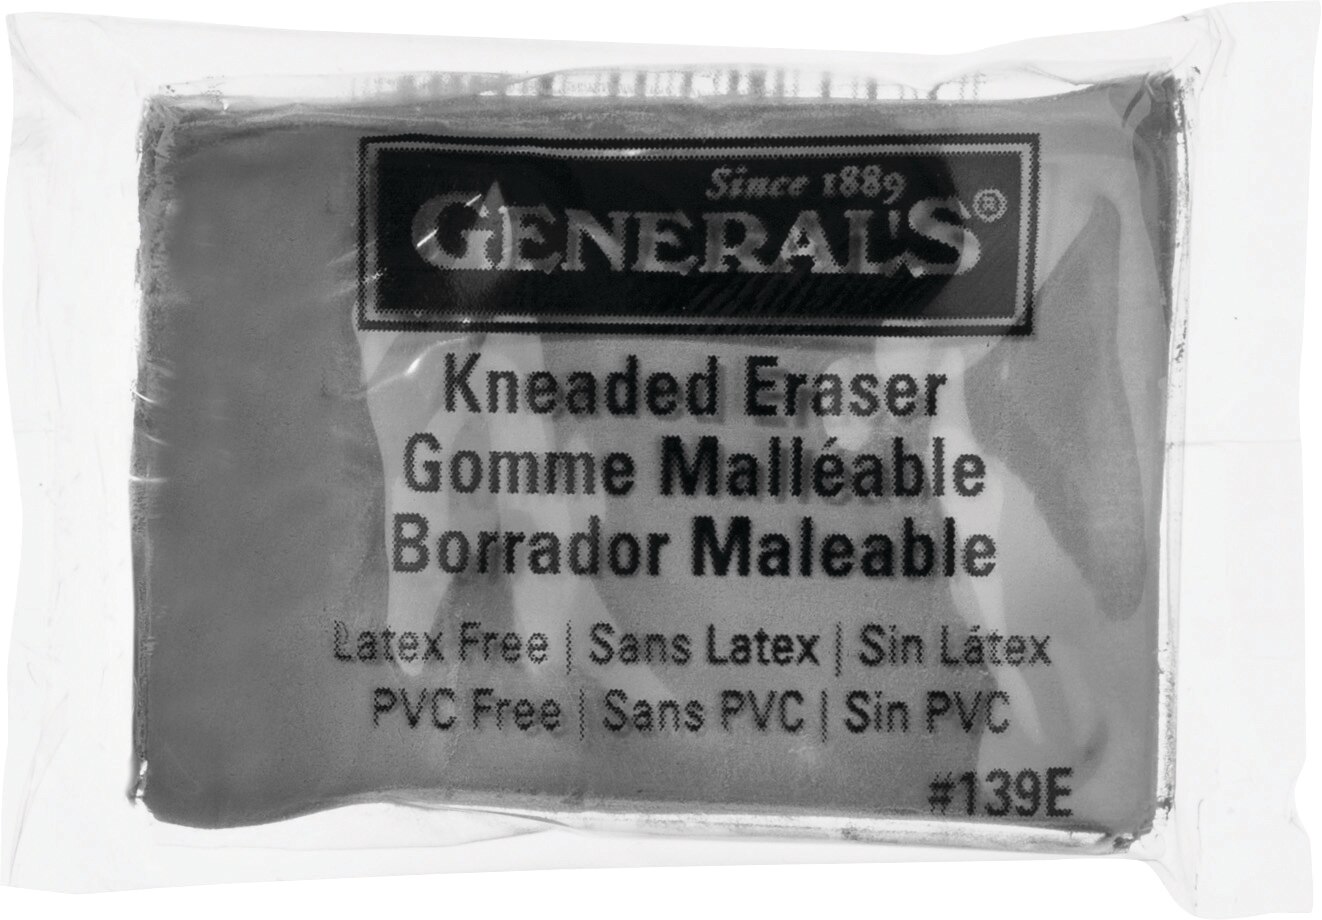 Since 1889
GENERAL'S®
Kneaded Eraser
Gomme Malléable
Borrador Maleable
Latex Free | Sans Latex | Sin Látex
PVC Free | Sans PVC | Sin PVC
#139E